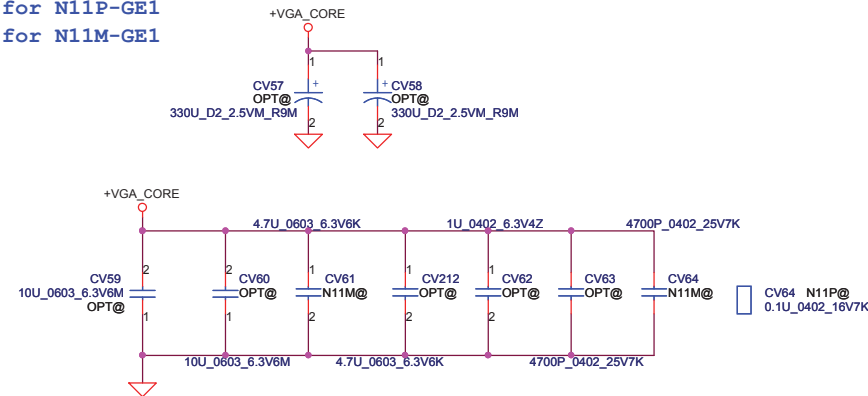 for N11P-GE1
for N11M-GE1
+VGA_CORE
1
1
+
CV57
OPT@
330U_D2_2.5VM_R9M
2
+
CV58
OPT@
330U_D2_2.5VM_R9M
2
+VGA_CORE
4.7U_0603_6.3V6K
1U_0402_6.3V4Z
4700P_0402_25V7K
2
2
1
1
1
CV59
10U_0603_6.3V6M
OPT@
CV60
OPT@
CV61
N11M@
CV212
OPT@
CV62
OPT@
CV63
OPT@
CV64
N11M@
CV64 N11P@
0.1U_0402_16V7K
1
1
2
2
2
10U_0603_6.3V6M
4.7U_0603_6.3V6K
4700P_0402_25V7K